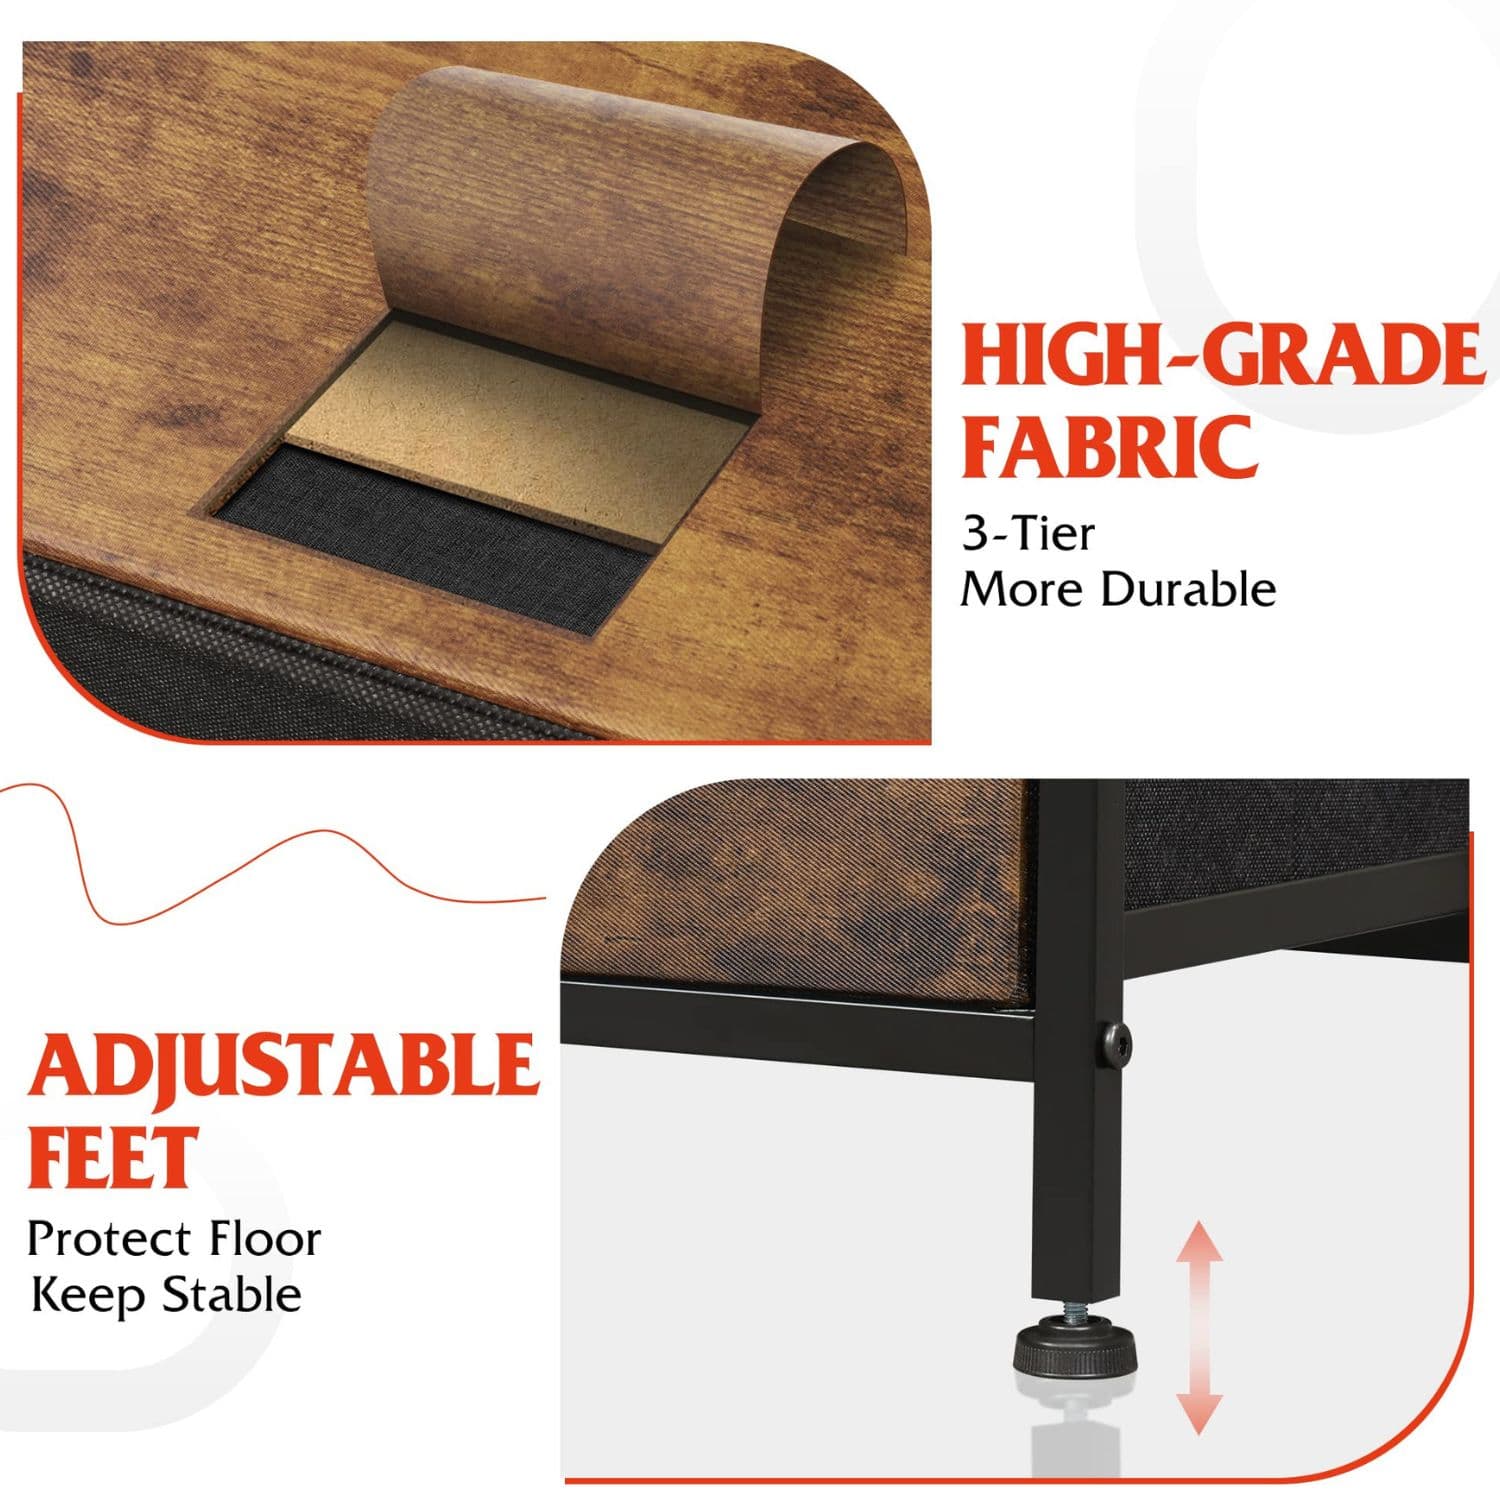 HIGH-GRADE
FABRIC
3-Tier
More Durable
ADJUSTABLE
FEET
Protect Floor
Keep Stable